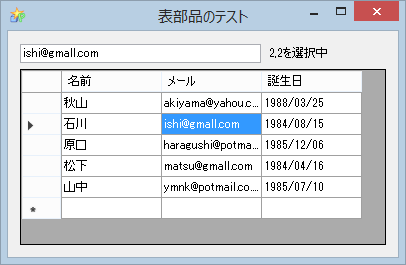 表部品のテスト
ishi@gmall.com 2,2を選択中
名前 メール 誕生日
秋山 akiyama@yahou.c... 1988/03/25
石川 ishi@gmall.com 1984/08/15
原口 haragushi@potma... 1985/12/06
松下 matsu@gmall.com 1984/04/16
山中 ymnk@potmail.co.... 1985/07/10